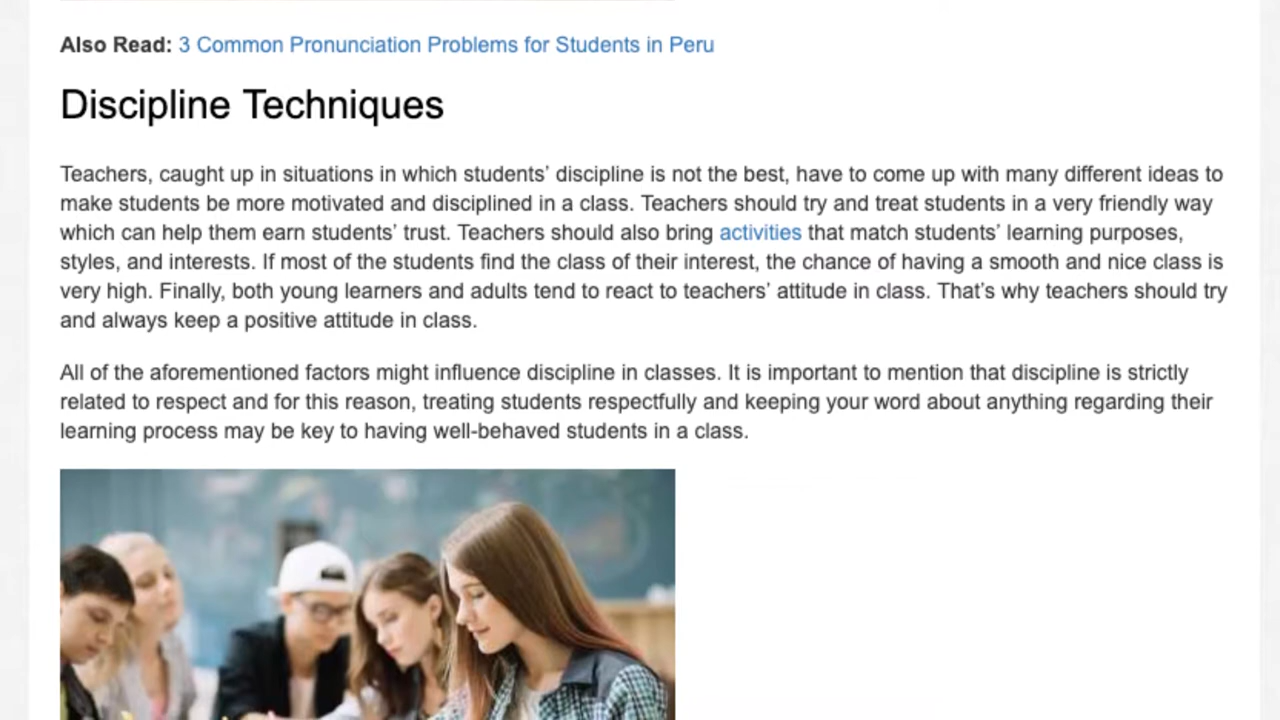 Also Read: 3 Common Pronunciation Problems for Students in Peru
Discipline Techniques
Teachers, caught up in situations in which students’ discipline is not the best, have to come up with many different ideas to
make students be more motivated and disciplined in a class. Teachers should try and treat students in a very friendly way
which can help them earn students’ trust. Teachers should also bring activities that match students’ learning purposes,
styles, and interests. If most of the students find the class of their interest, the chance of having a smooth and nice class is
very high. Finally, both young learners and adults tend to react to teachers’ attitude in class. That’s why teachers should try
and always keep a positive attitude in class.
All of the aforementioned factors might influence discipline in classes. It is important to mention that discipline is strictly
related to respect and for this reason, treating students respectfully and keeping your word about anything regarding their
learning process may be key to having well-behaved students in a class.